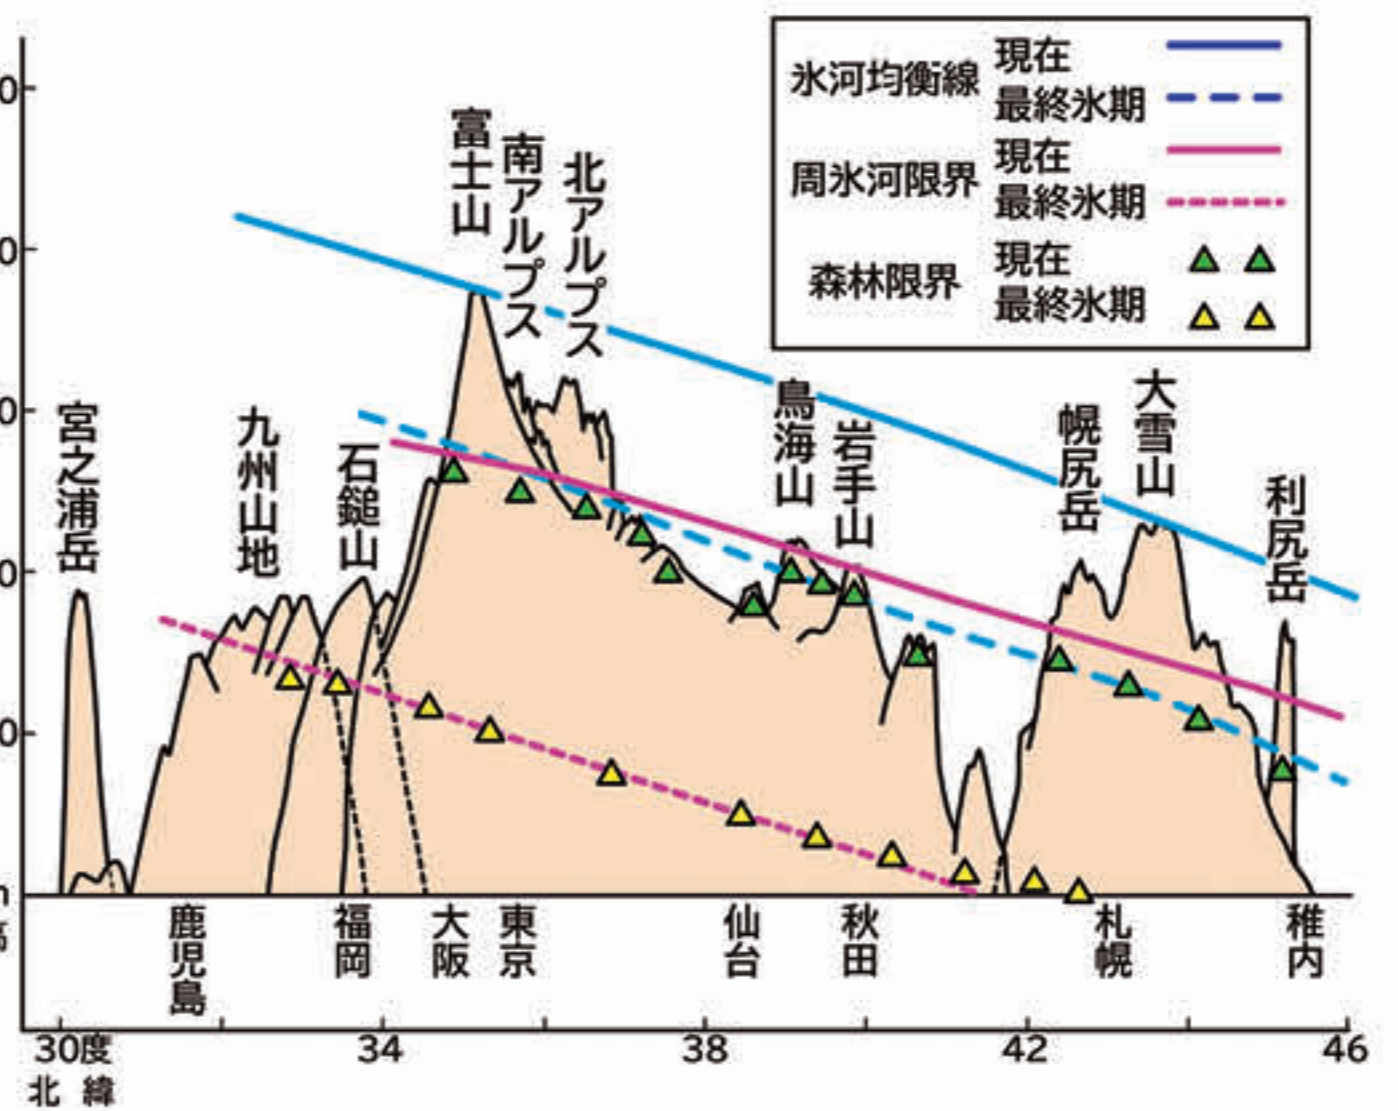 氷河均衡線
現在
最終氷期
周氷河限界
現在
最終氷期
森林限界
現在
最終氷期
富士山
南アルプス
北アルプス
宮之浦岳
九州山地
石鎚山
鳥海山
岩手山
幌尻岳
大雪山
利尻岳
0
0
0
0
0
鹿児島
福岡
大阪
東京
仙台
秋田
札幌
稚内
30度
34
38
42
46
北緯